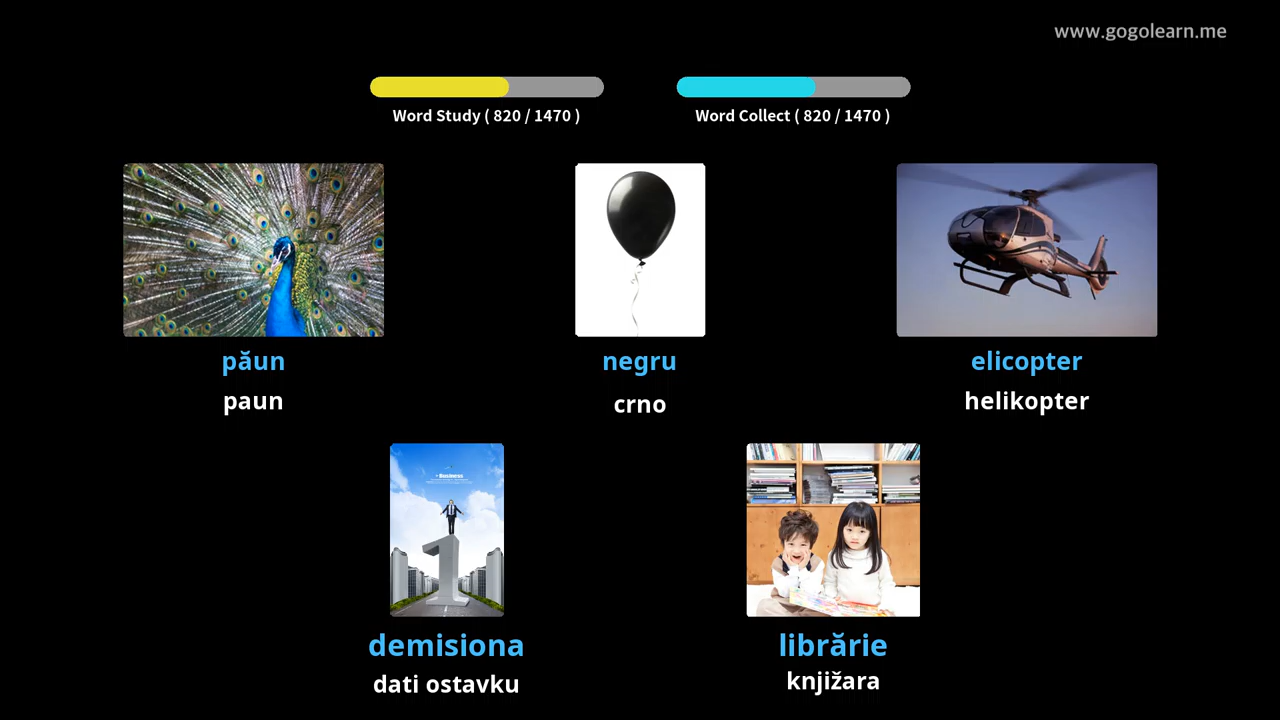 www.gogolearn.me
Word Study ( 820 / 1470 )
Word Collect ( 820 / 1470 )
păun
negru
elicopter
paun
crno
helikopter
Business
demisiona
librărie
dati ostavku
knjižara